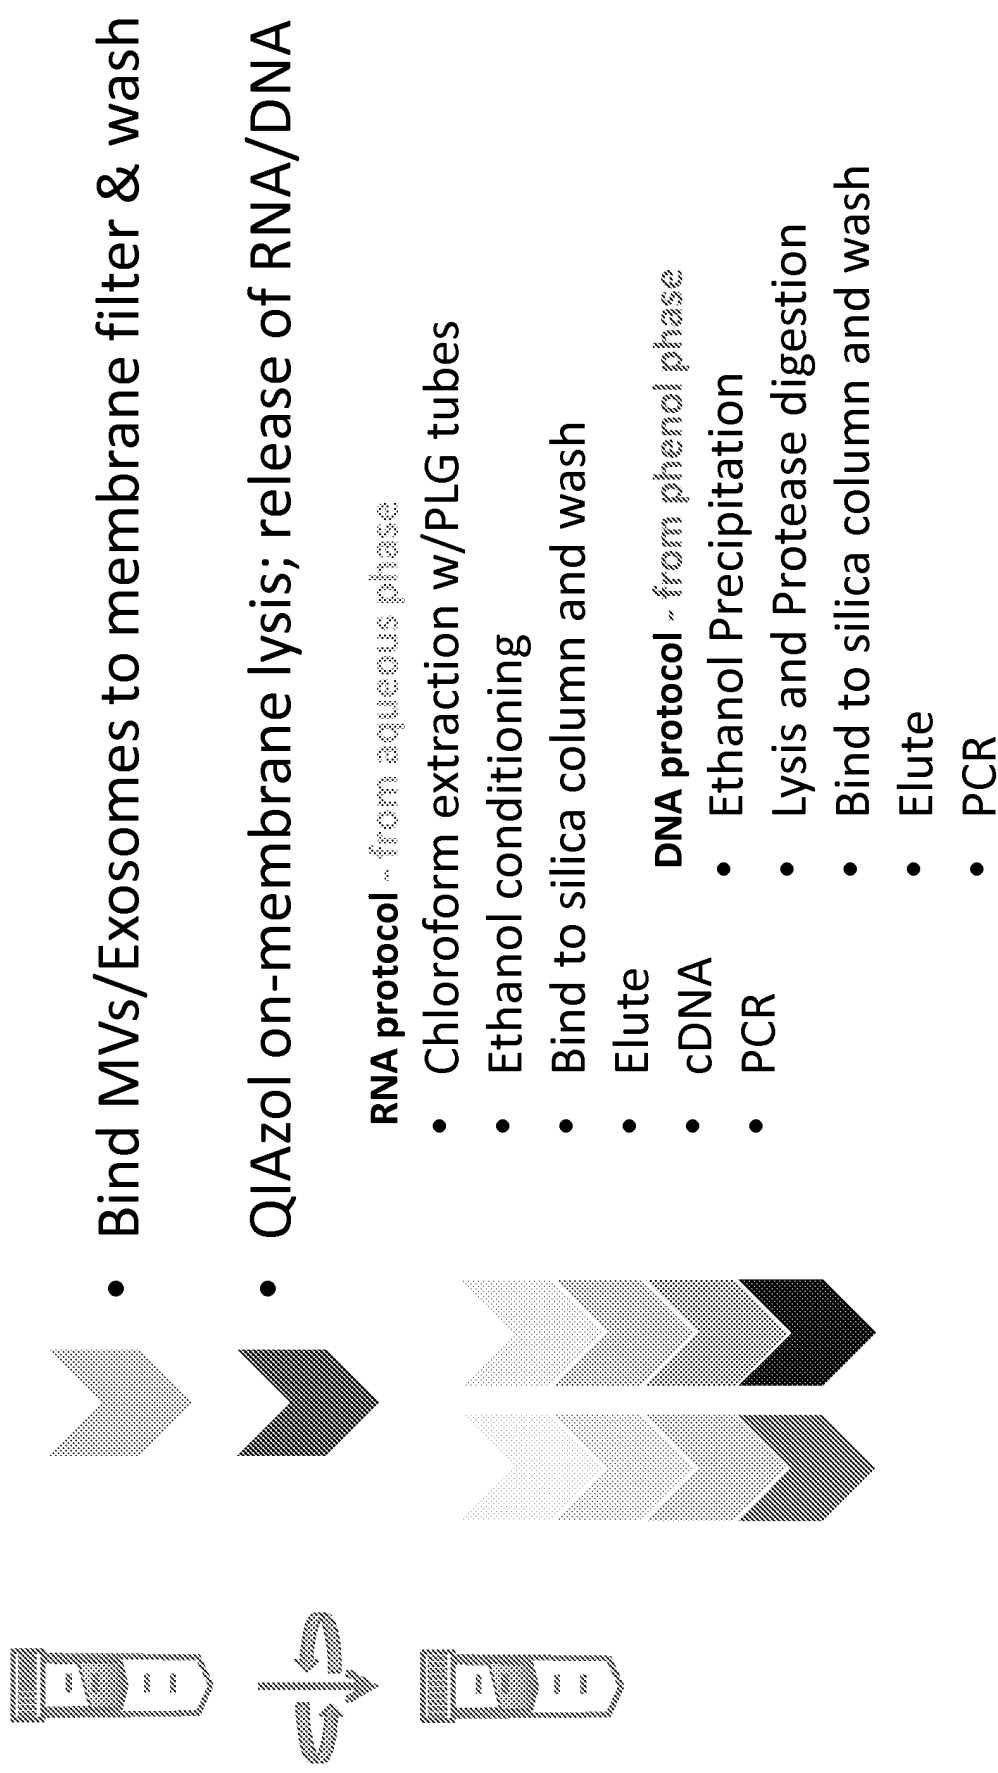 • Bind MVs/Exosomes to membrane filter & wash
• QIAzol on-membrane lysis; release of RNA/DNA
RNA protocol - from aqueous phase
• Chloroform extraction w/PLG tubes
• Ethanol conditioning
• Bind to silica column and wash
• Elute
• cDNA
• PCR
DNA protocol - from phenol phase
• Ethanol Precipitation
• Lysis and Protease digestion
• Bind to silica column and wash
• Elute
• PCR